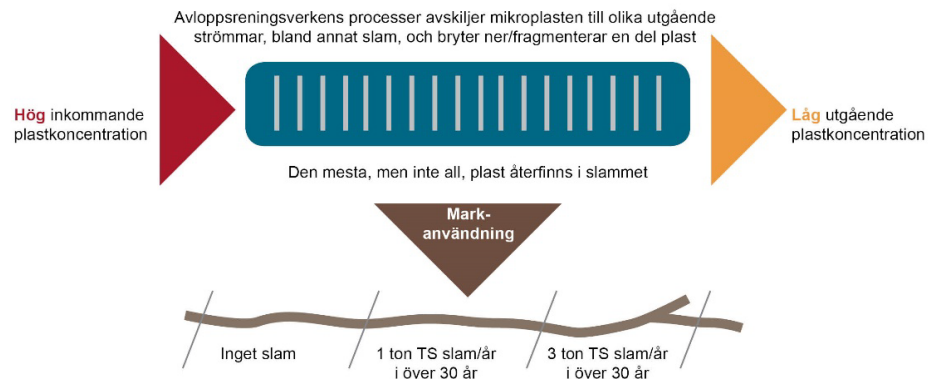 Avloppsreningsverkens processer avskiljer mikroplasten till olika utgående
strömmar, bland annat slam, och bryter ner/fragmenterar en del plast
Hög inkommande
plastkoncentration
Låg utgående
plastkoncentration
Den mesta, men inte all, plast återfinns i slammet
Mark-
användning
Inget slam
1 ton TS slam/år
i över 30 år
3 ton TS slam/år
i över 30 år